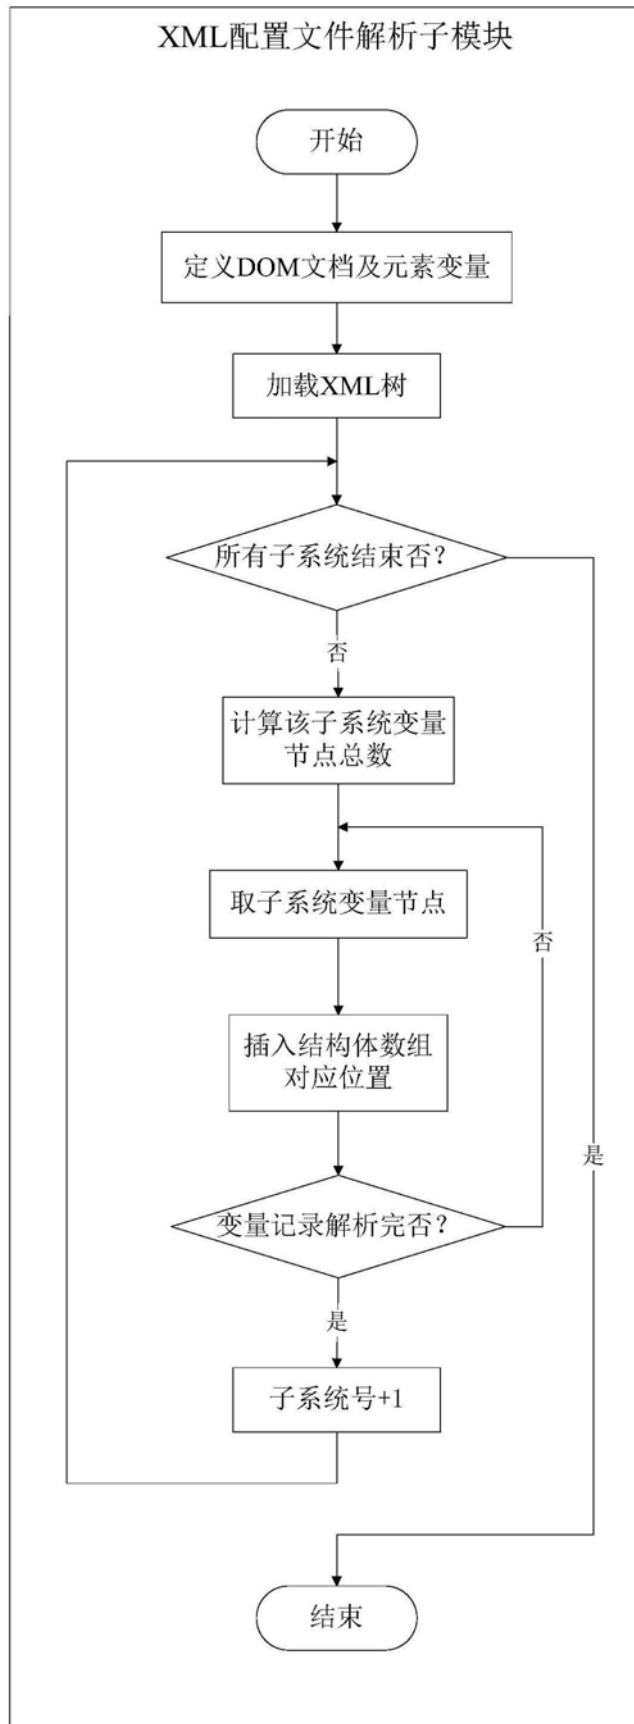 XML配置文件解析子模块
开始
定义DOM文档及元素变量
加载XML树
所有子系统结束否？
否
计算该子系统变量
节点总数
取子系统变量节点
否
插入结构体数组
对应位置
是
变量记录解析完否？
是
子系统号+1
结束